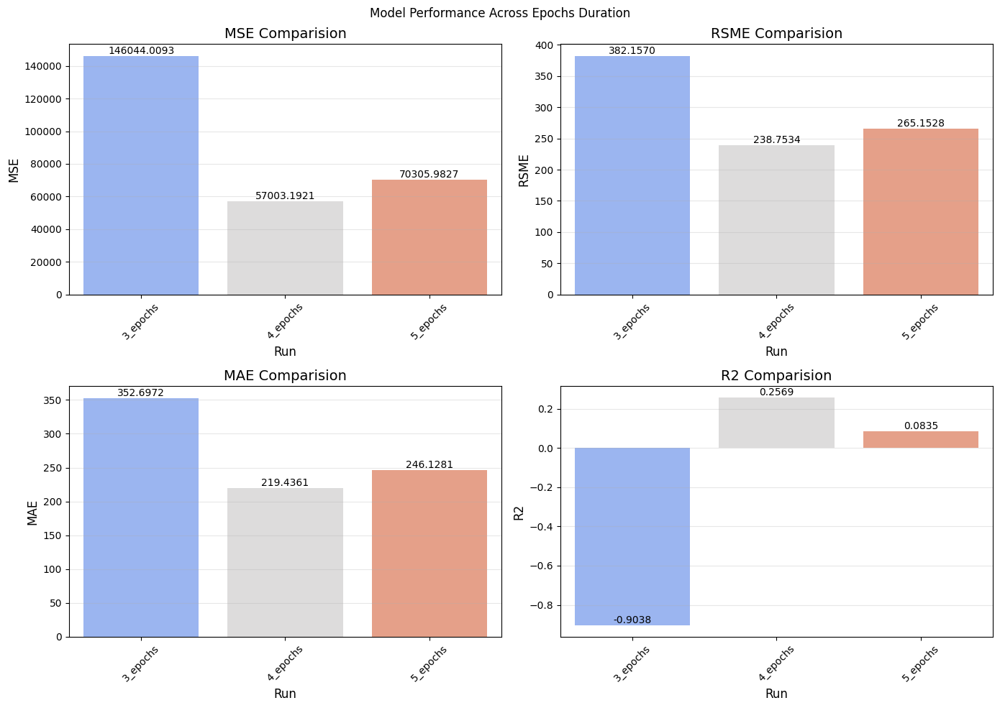 Model Performance Across Epochs Duration
MSE Comparision
146044.0093
57003.1921
70305.9827
140000
120000
100000
80000
60000
40000
20000
0
MSE
3_epochs
4_epochs
5_epochs
Run
RSME Comparision
382.1570
238.7534
265.1528
400
350
300
250
200
150
100
50
0
RSME
3_epochs
4_epochs
5_epochs
Run
MAE Comparision
352.6972
219.4361
246.1281
350
300
250
200
150
100
50
0
MAE
3_epochs
4_epochs
5_epochs
Run
R2 Comparision
0.2569
0.0835
-0.9038
0.2
0.0
−0.2
−0.4
−0.6
−0.8
R2
3_epochs
4_epochs
5_epochs
Run